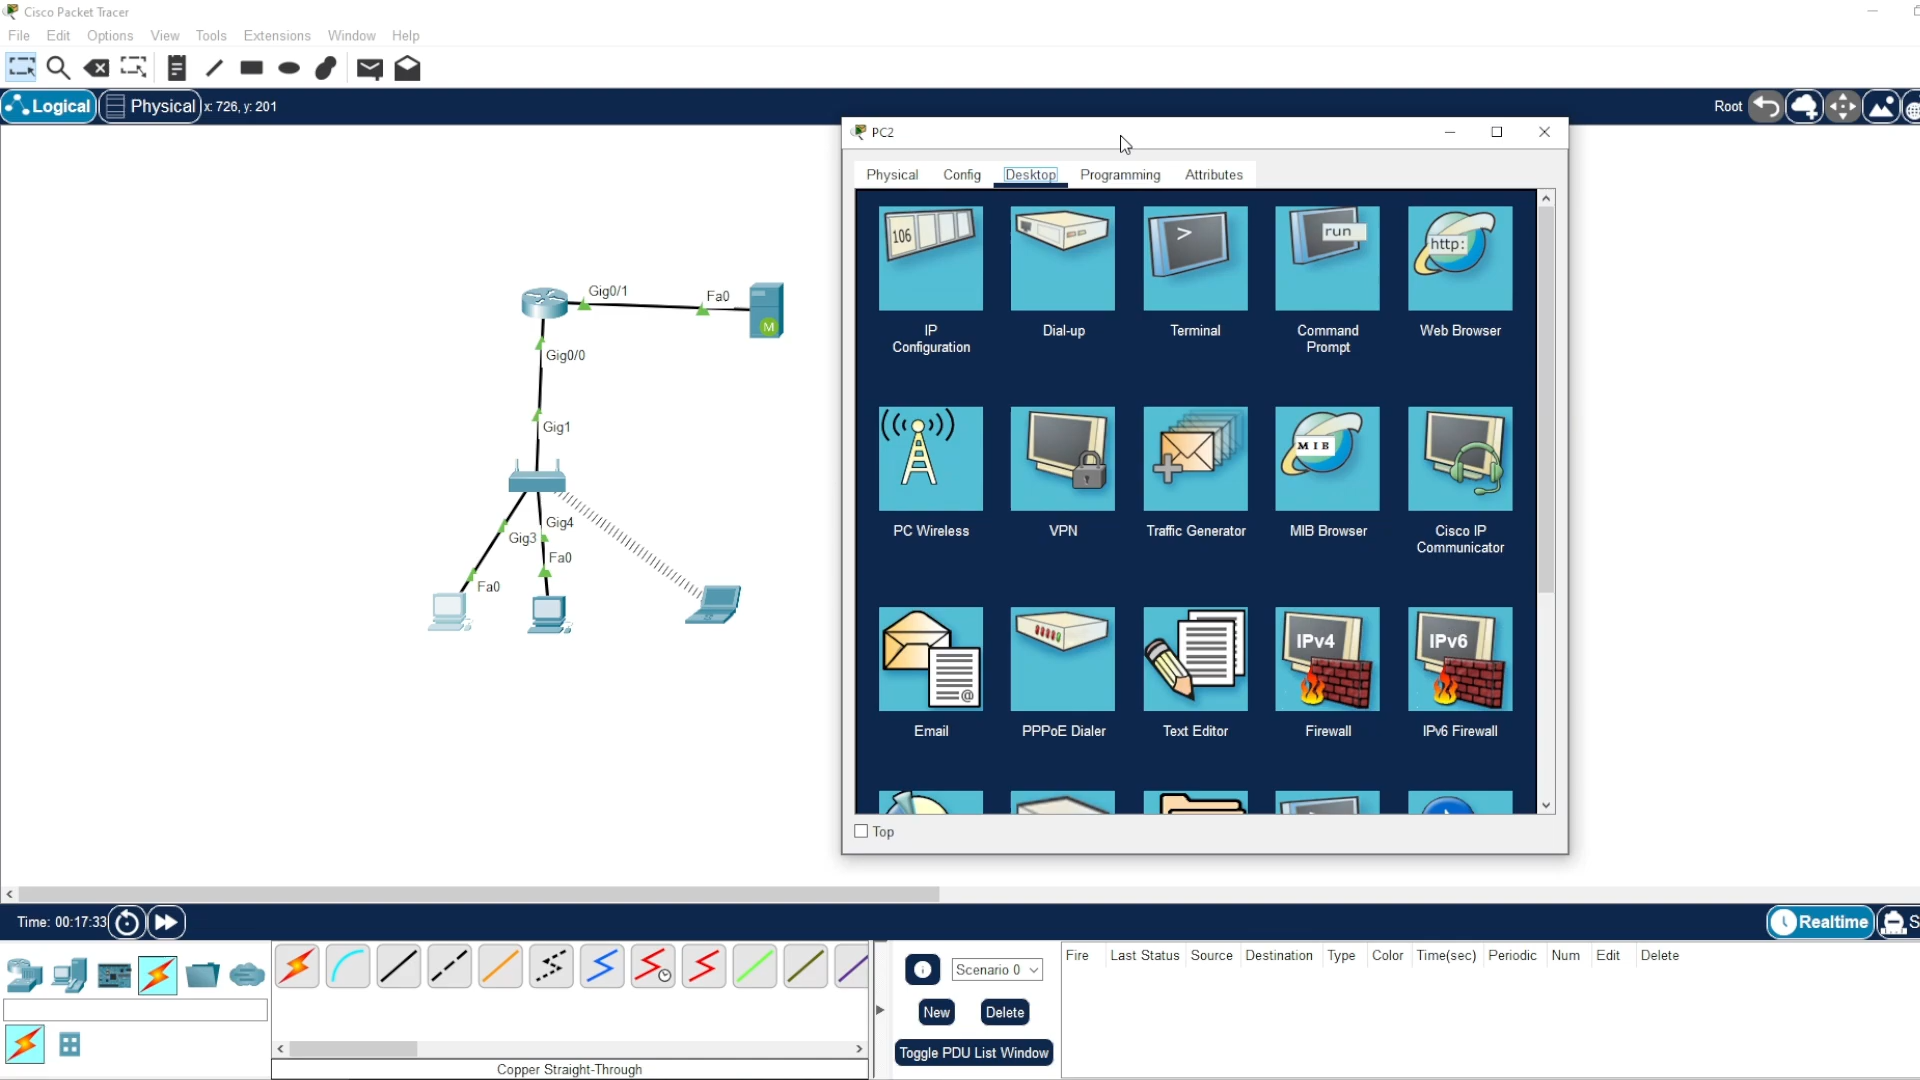 Cisco Packet Tracer
File Edit Options View Tools Extensions Window Help
Logical Physical x: 726, y: 201 Root
PC2
Physical Config Desktop Programming Attributes
106
>
run
http:
IP
Configuration
Dial-up
Terminal
Command
Prompt
Web Browser
Gig0/1
Fa0
M
Gig0/0
Gig1
MIB
PC Wireless
VPN
Traffic Generator
MIB Browser
Cisco IP
Communicator
Gig4
Gig3
Fa0
Fa0
@
IPv4
IPv6
Email
PPPoE Dialer
Text Editor
Firewall
IPv6 Firewall
Top
Time: 00:17:33
Realtime
S
Scenario 0
New Delete
Toggle PDU List Window
Fire Last Status Source Destination Type Color Time(sec) Periodic Num Edit Delete
Copper Straight-Through